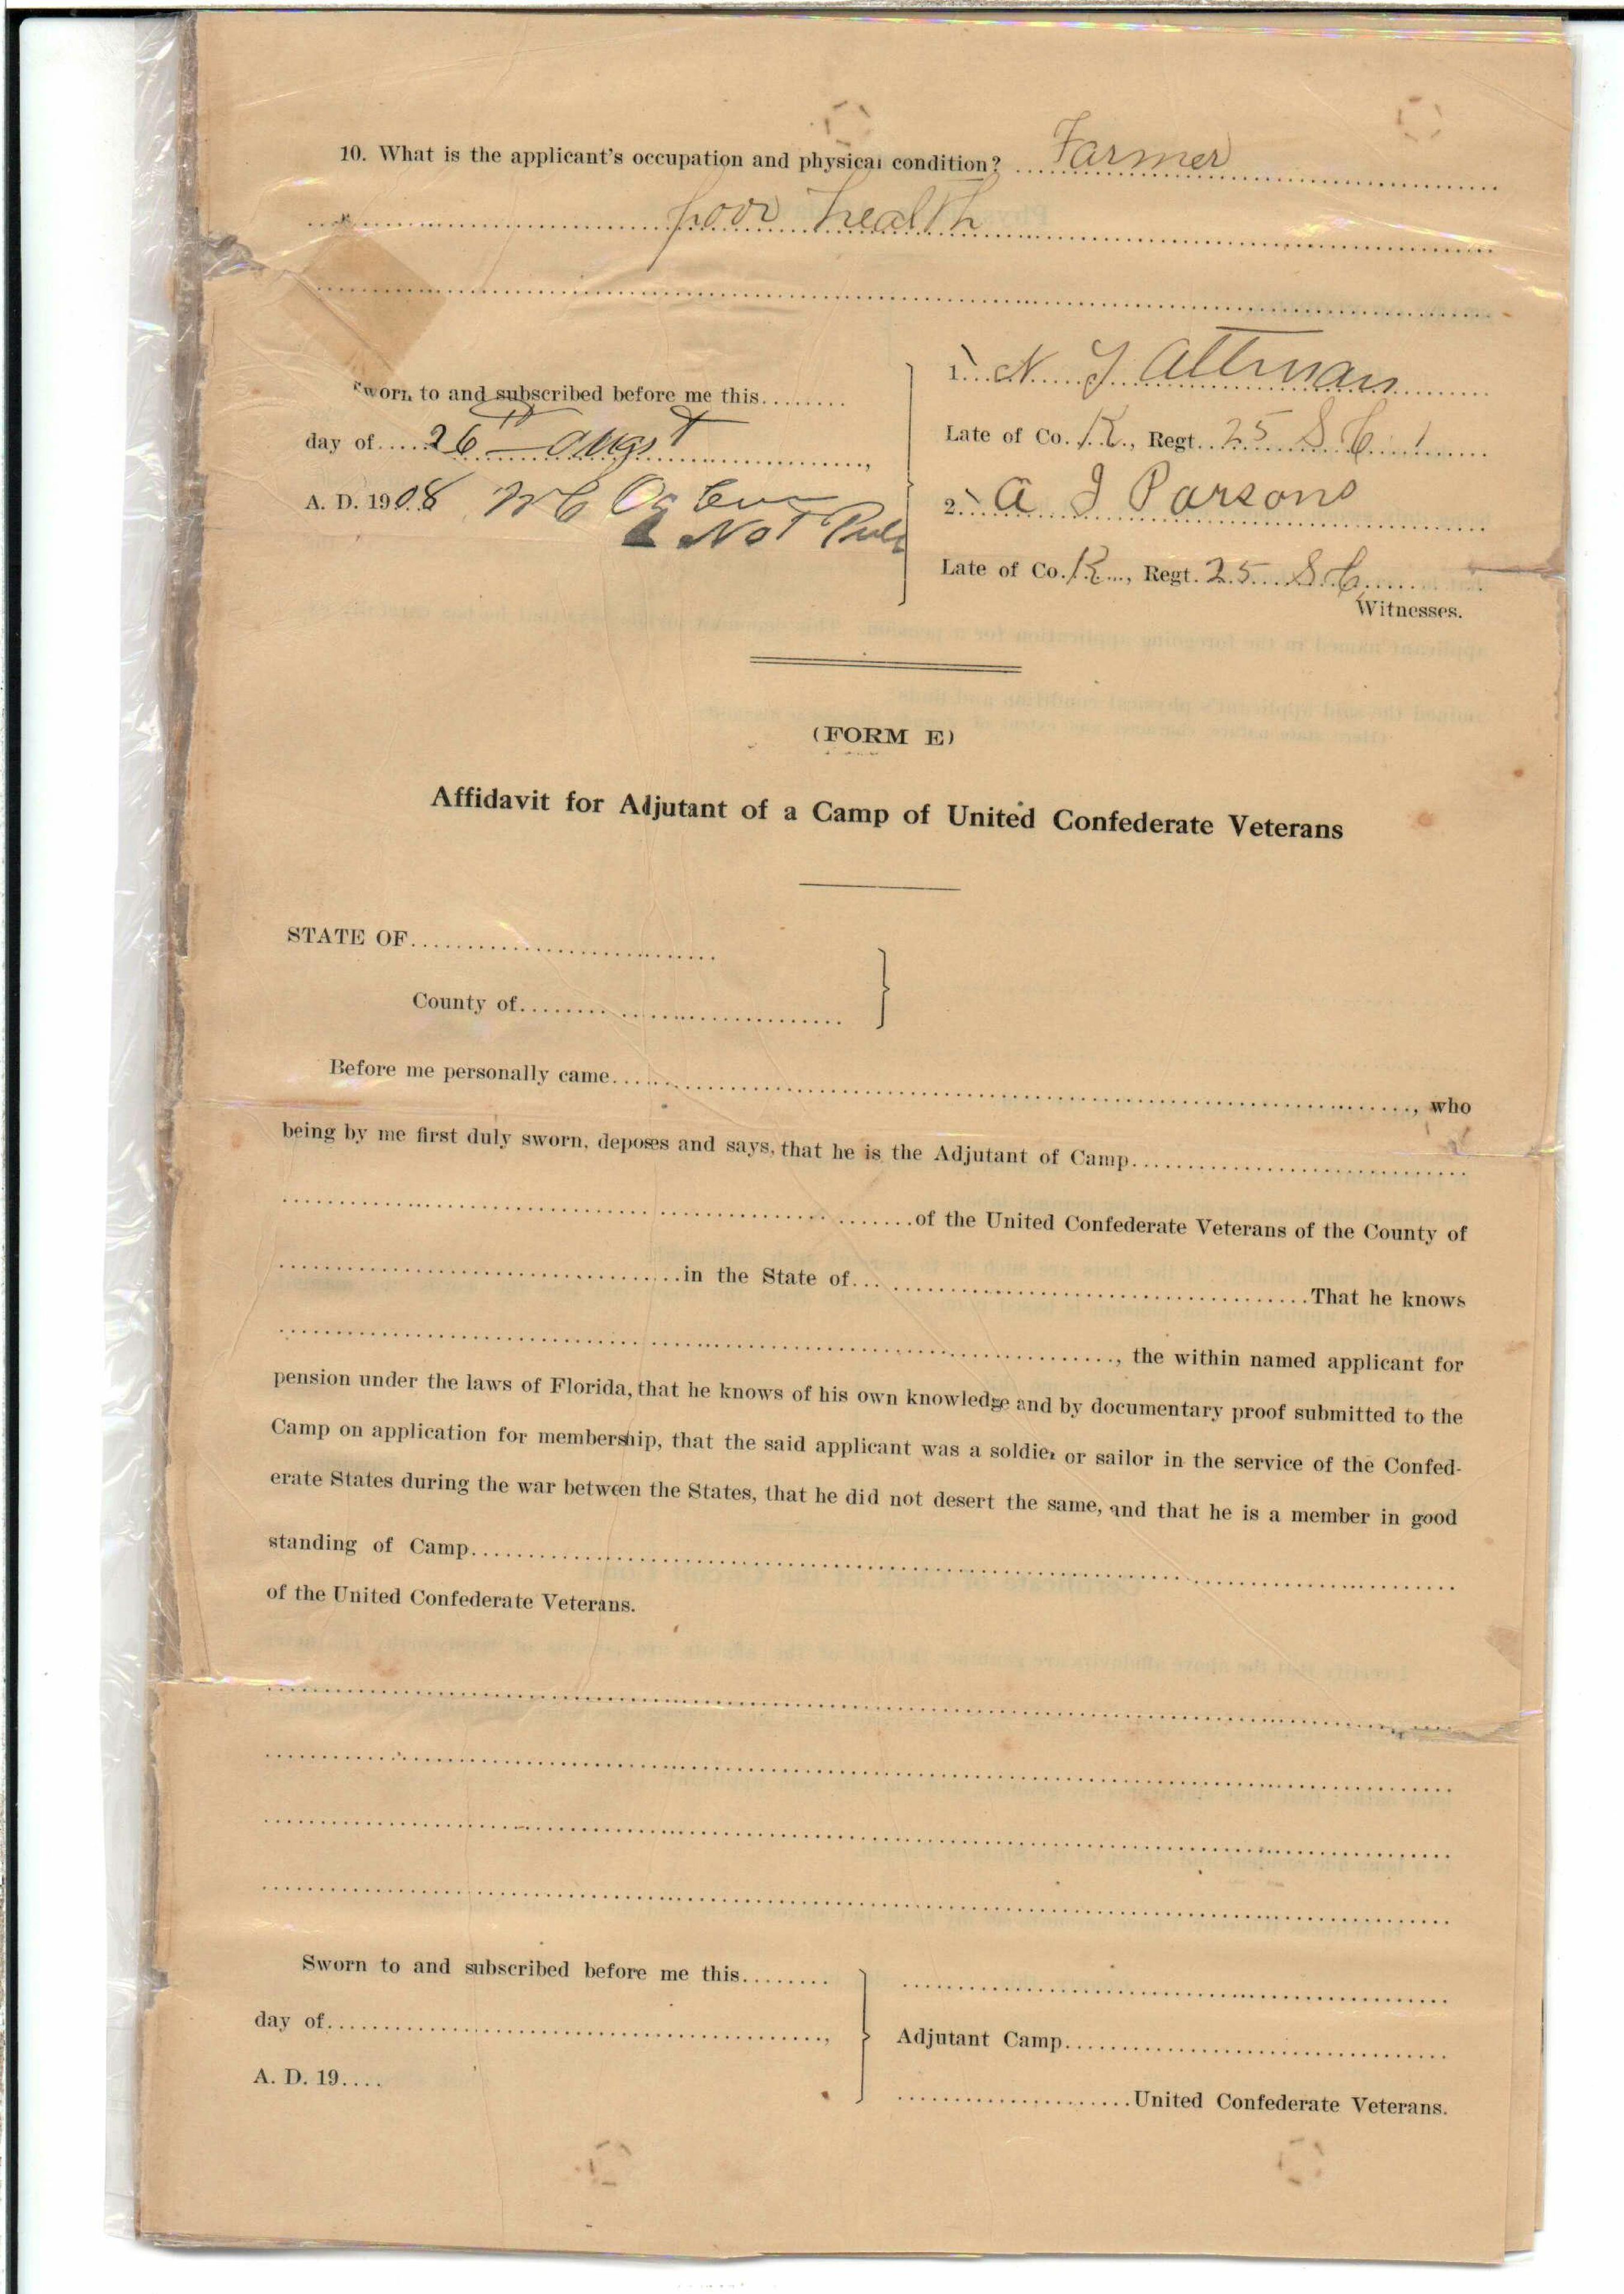 10. What is the applicant's occupation and physical condition? Farmer
poor health
Sworn to and subscribed before me this........
day of.....26th August..................,
A. D. 1908 W C
Not Pub
1. N. J. Altman
Late of Co. K., Regt. 25 S. C.
2. A J Parsons
Late of Co. K..., Regt. 25 S. C.
Witnesses.
(FORM E)
Affidavit for Adjutant of a Camp of United Confederate Veterans
STATE OF..............................
County of..............................
Before me personally came.............................................................., who
being by me first duly sworn, deposes and says, that he is the Adjutant of Camp..............................
..............................of the United Confederate Veterans of the County of
..............................in the State of..............................That he knows
.............................................................., the within named applicant for
pension under the laws of Florida, that he knows of his own knowledge and by documentary proof submitted to the
Camp on application for membership, that the said applicant was a soldier or sailor in the service of the Confed-
erate States during the war between the States, that he did not desert the same, and that he is a member in good
standing of Camp..............................................................
of the United Confederate Veterans.
Sworn to and subscribed before me this........
day of..............................,
A. D. 19....
Adjutant Camp..............................
....................United Confederate Veterans.